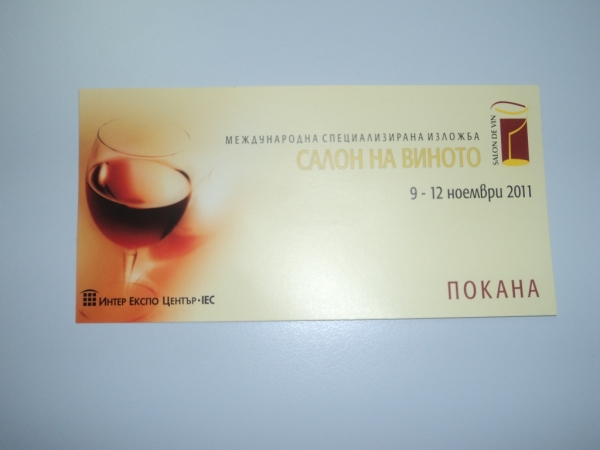 МЕЖДУНАРОДНА СПЕЦИАЛИЗИРАНА ИЗЛОЖБА
САЛОН НА ВИНОТО
SALON DE VIN
9 - 12 ноември 2011
ИНТЕР ЕКСПО ЦЕНТЪР·IEC
ПОКАНА